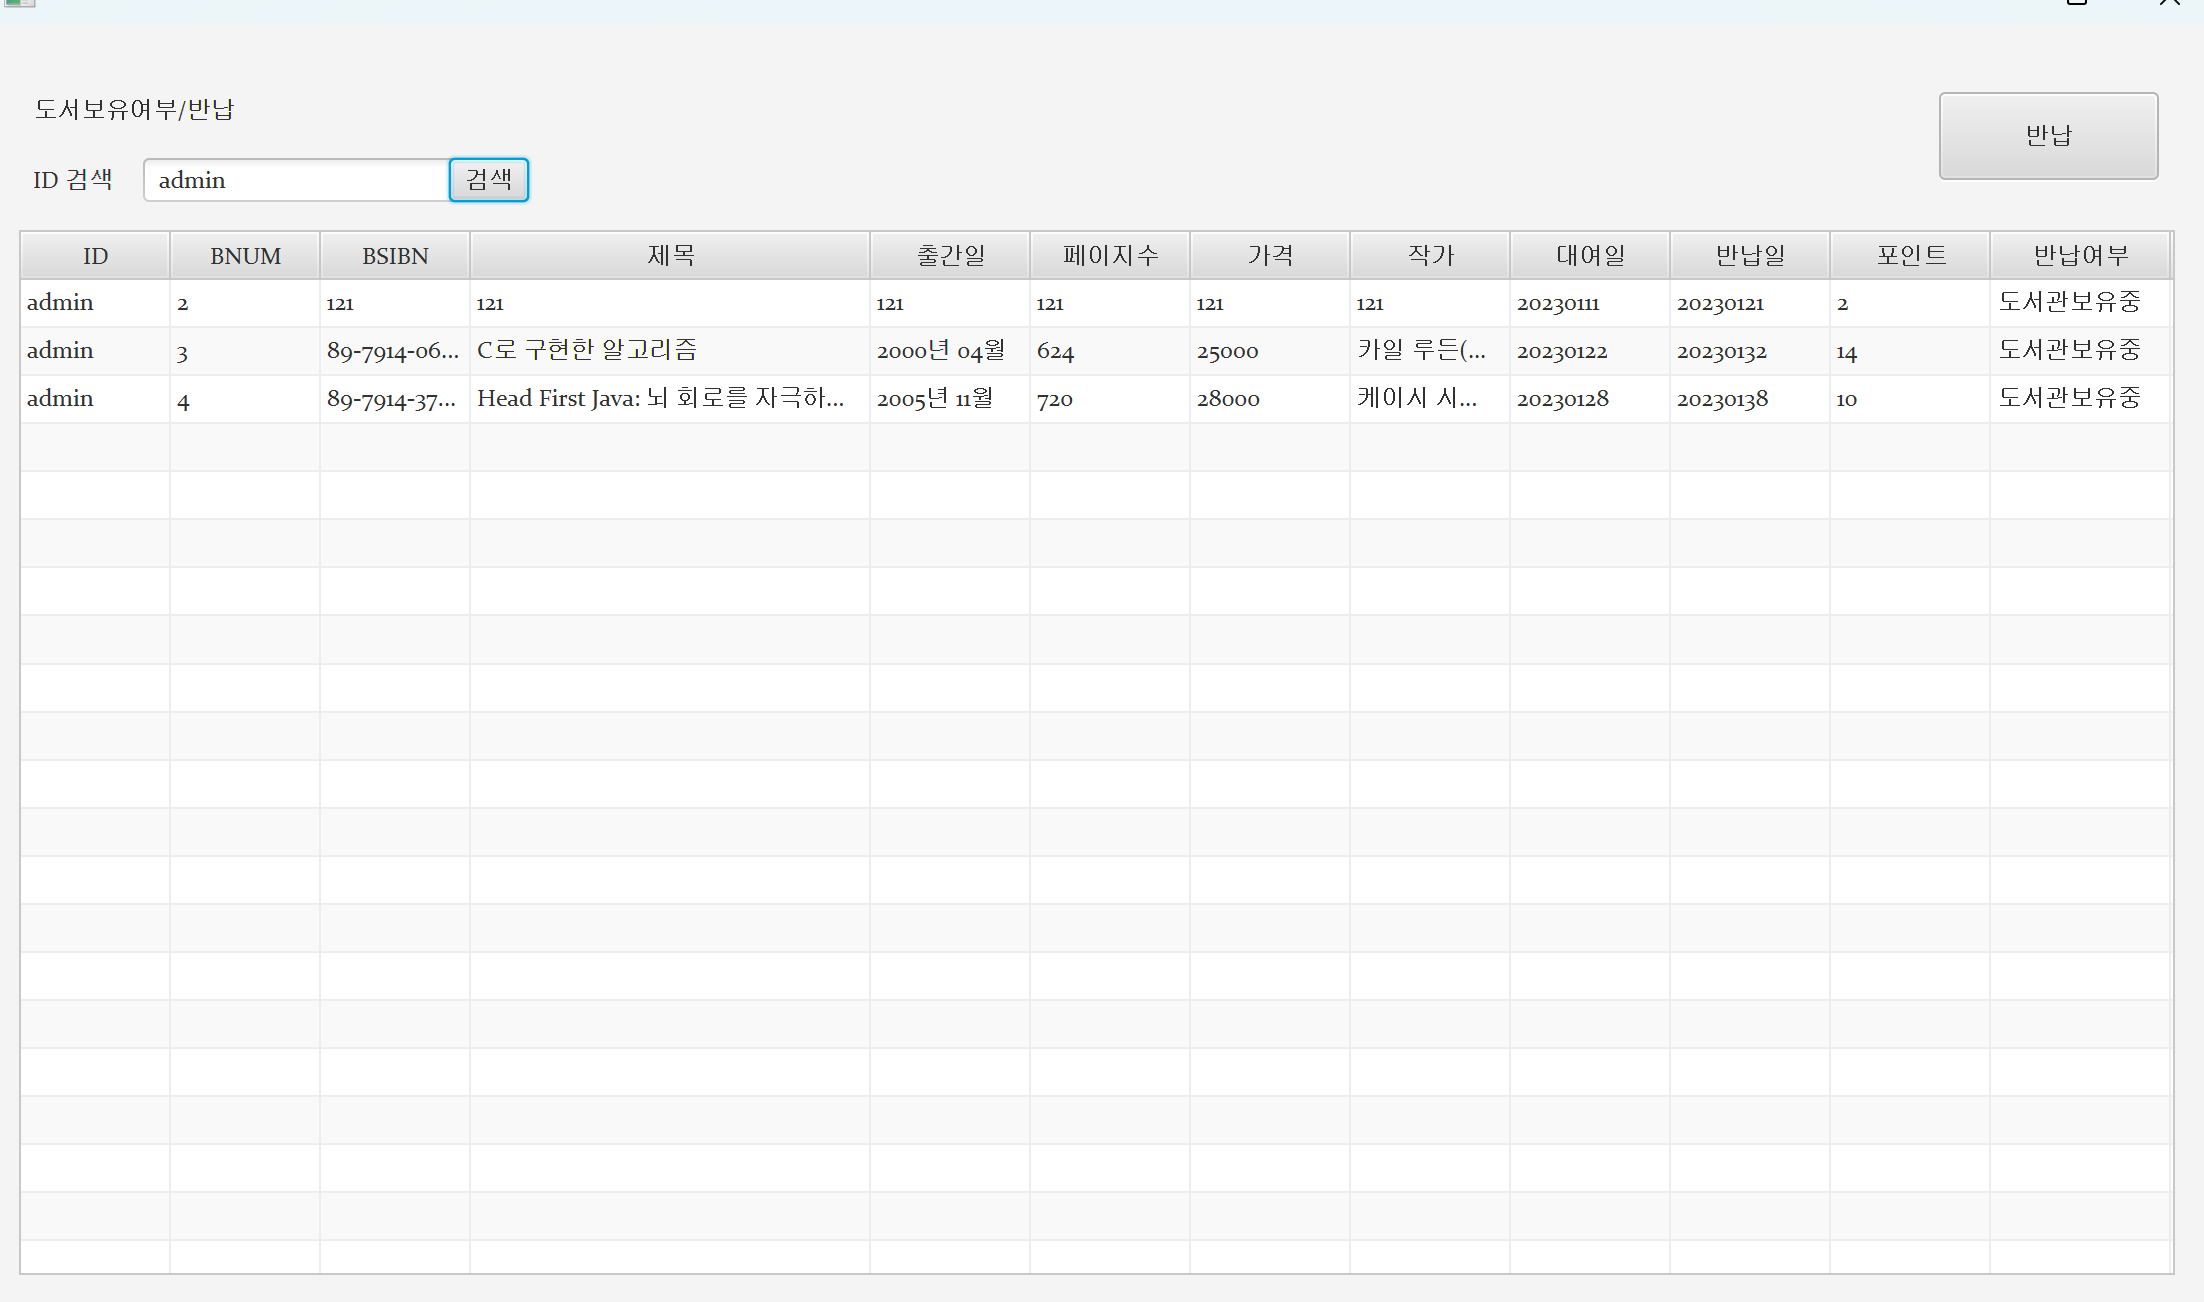 도서보유여부/반납
반납
ID 검색 admin 검색
ID BNUM BSIBN 제목 출간일 페이지수 가격 작가 대여일 반납일 포인트 반납여부
admin 2 121 121 121 121 121 121 20230111 20230121 2 도서관보유중
admin 3 89-7914-06... C로 구현한 알고리즘 2000년 04월 624 25000 카일 루든(... 20230122 20230132 14 도서관보유중
admin 4 89-7914-37... Head First Java: 뇌 회로를 자극하... 2005년 11월 720 28000 케이시 시... 20230128 20230138 10 도서관보유중